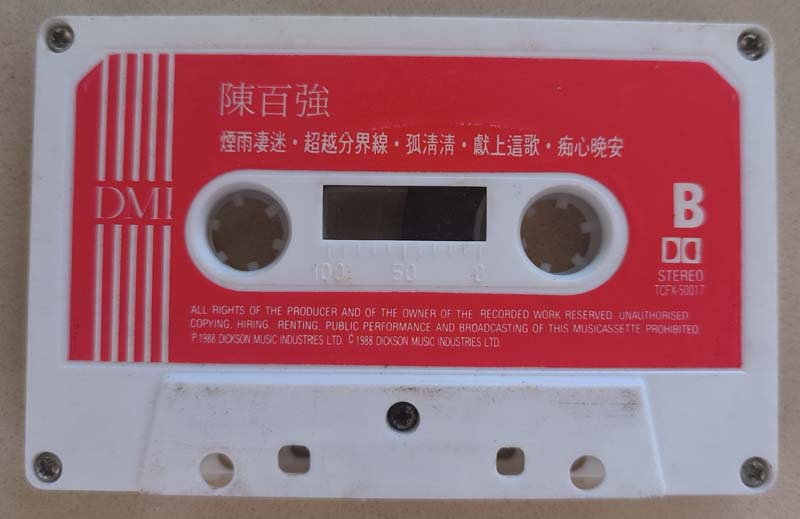 陳百強
煙雨凄迷・超越分界線・孤清清・獻上這歌・痴心晚安
DMI
B
STEREO
TCFX-50017
100 50 0
ALL RIGHTS OF THE PRODUCER AND OF THE OWNER OF THE RECORDED WORK RESERVED. UNAUTHORISED
COPYING, HIRING, RENTING, PUBLIC PERFORMANCE AND BROADCASTING OF THIS MUSICASSETTE PROHIBITED.
P 1988 DICKSON MUSIC INDUSTRIES LTD. C 1988 DICKSON MUSIC INDUSTRIES LTD.